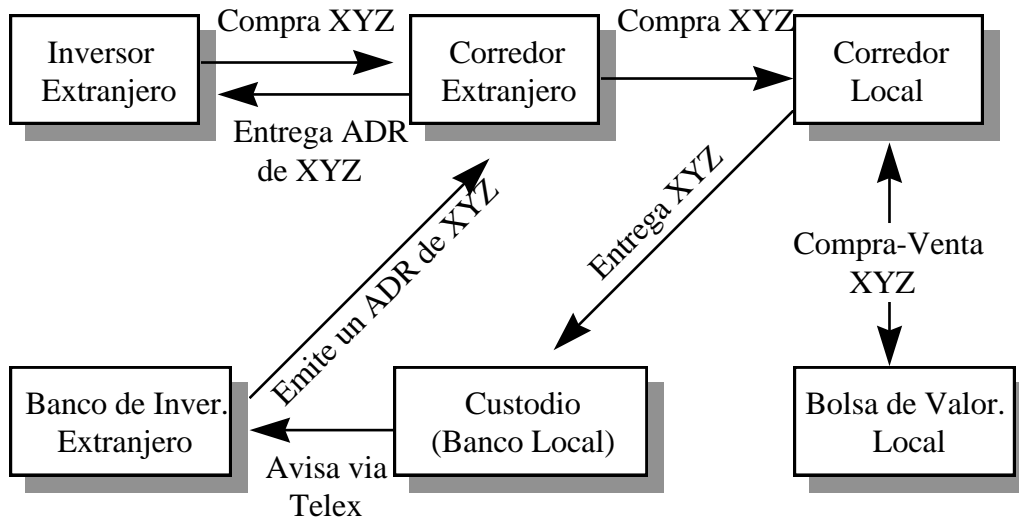 Compra XYZ
Compra XYZ
Inversor
Extranjero
Corredor
Extranjero
Corredor
Local
Entrega ADR
de XYZ
Emite un ADR de XYZ
Entrega XYZ
Compra-Venta
XYZ
Banco de Inver.
Extranjero
Custodio
(Banco Local)
Bolsa de Valor.
Local
Avisa via
Telex